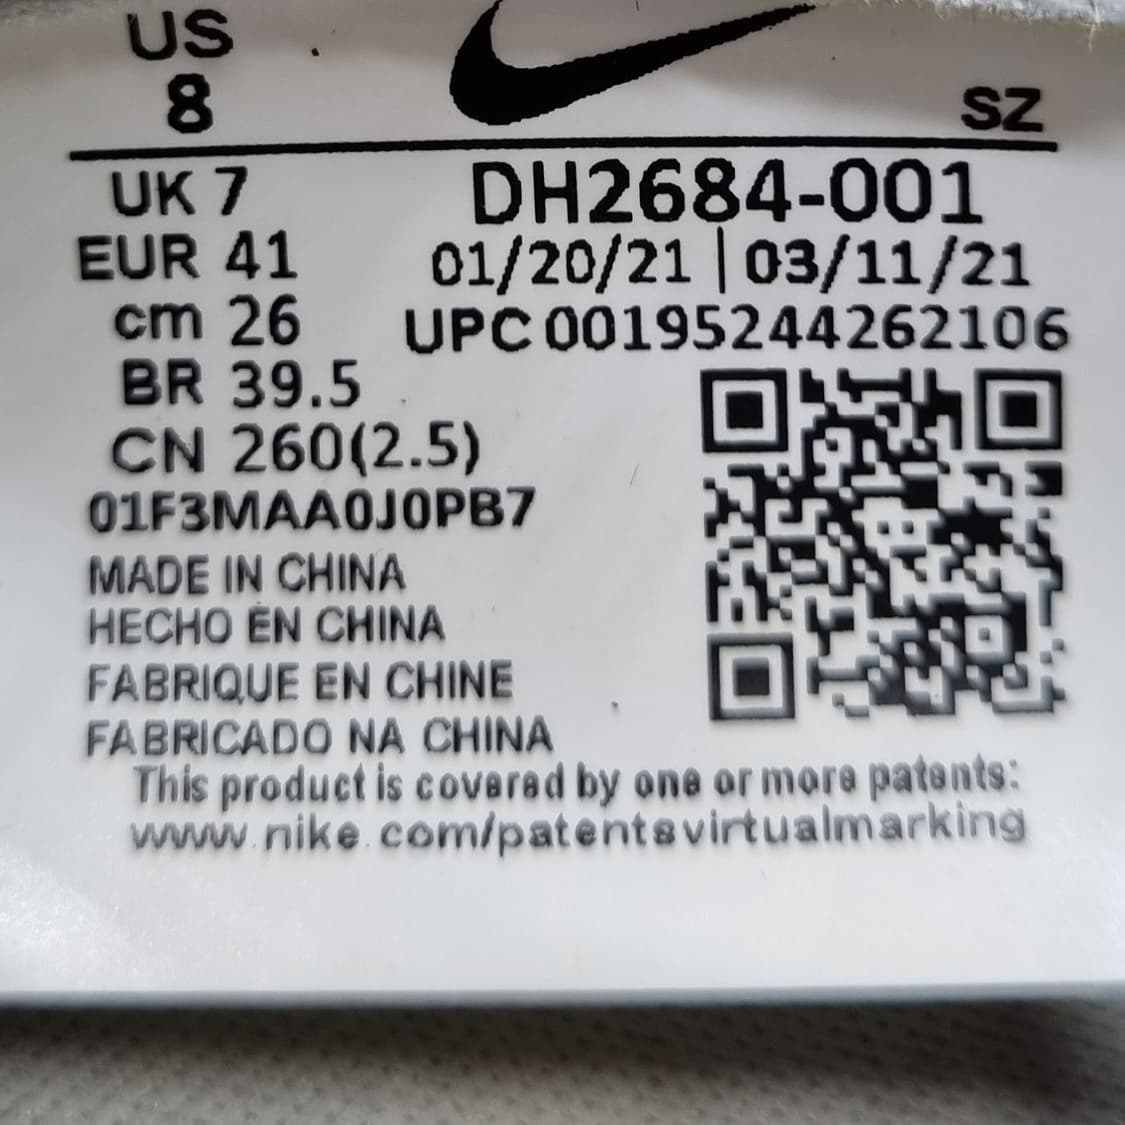 US
8
SZ
UK 7
DH2684-001
EUR 41
01/20/21 | 03/11/21
cm 26
UPC 00195244262106
BR 39.5
CN 260(2.5)
01F3MAA0J0PB7
MADE IN CHINA
HECHO EN CHINA
FABRIQUE EN CHINE
FABRICADO NA CHINA
This product is covered by one or more patents:
www.nike.com/patentsvirtualmarking